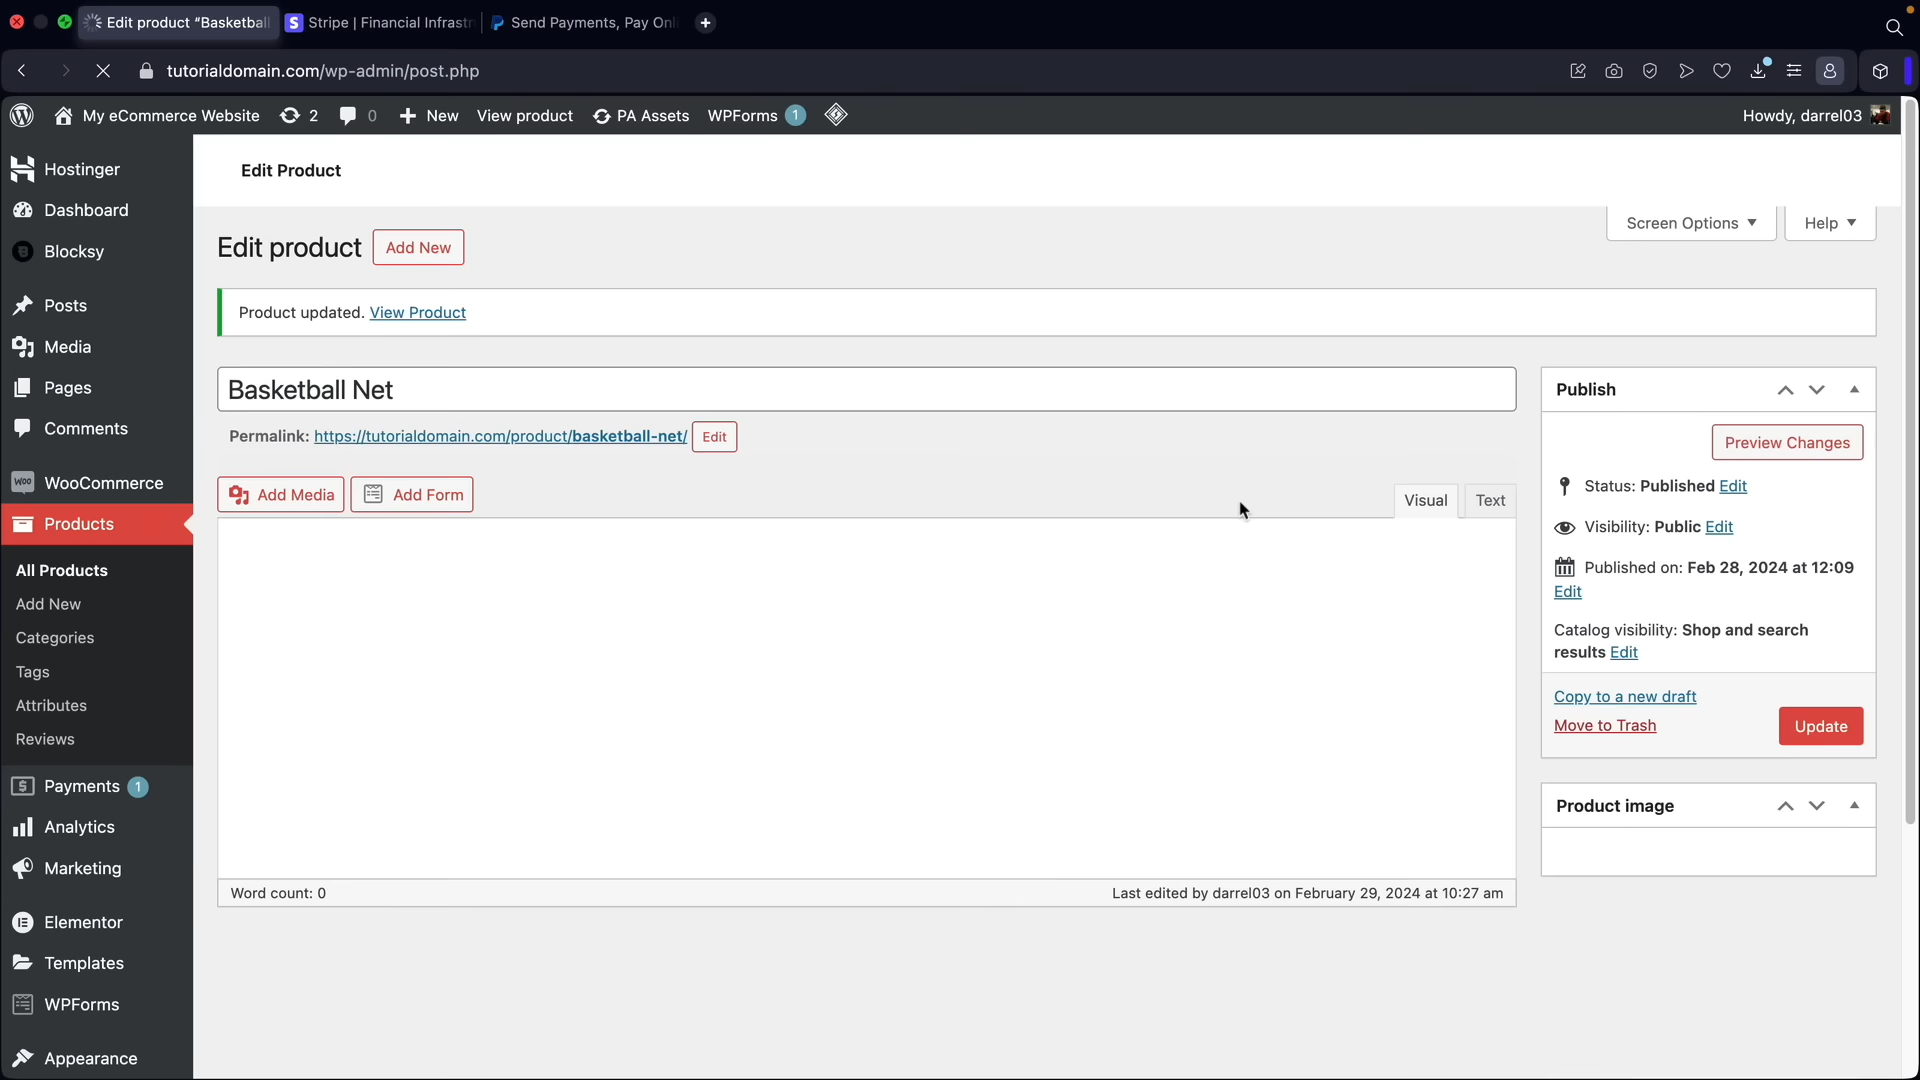 Edit product “Basketball
Stripe | Financial Infrastr
Send Payments, Pay Onl
tutorialdomain.com/wp-admin/post.php
My eCommerce Website
2
0
New
View product
PA Assets
WPForms
1
Howdy, darrel03
Hostinger
Dashboard
Blocksy
Posts
Media
Pages
Comments
WooCommerce
Products
All Products
Add New
Categories
Tags
Attributes
Reviews
Payments 1
Analytics
Marketing
Elementor
Templates
WPForms
Appearance
Edit Product
Screen Options
Help
Edit product
Add New
Product updated. View Product
Basketball Net
Permalink: https://tutorialdomain.com/product/basketball-net/ Edit
Add Media
Add Form
Visual
Text
Word count: 0
Last edited by darrel03 on February 29, 2024 at 10:27 am
Publish
Preview Changes
Status: Published Edit
Visibility: Public Edit
Published on: Feb 28, 2024 at 12:09
Edit
Catalog visibility: Shop and search
results Edit
Copy to a new draft
Move to Trash
Update
Product image